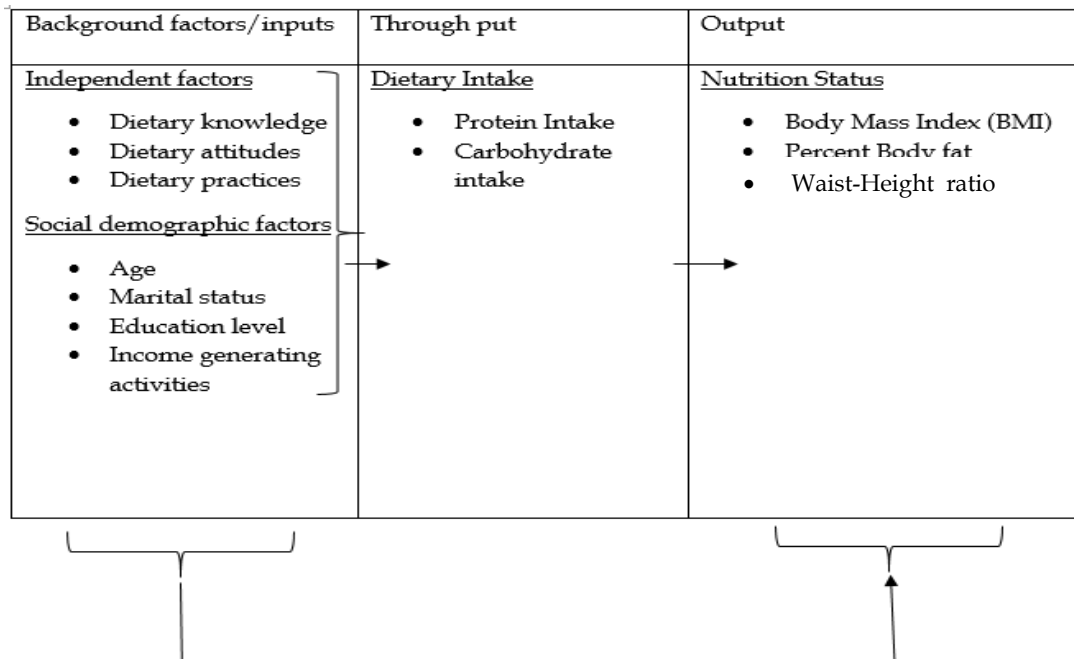 Background factors/inputs
Through put
Output
Independent factors
• Dietary knowledge
• Dietary attitudes
• Dietary practices
Social demographic factors
• Age
• Marital status
• Education level
• Income generating
activities
Dietary Intake
• Protein Intake
• Carbohydrate
intake
Nutrition Status
• Body Mass Index (BMI)
• Percent Body fat
• Waist-Height ratio